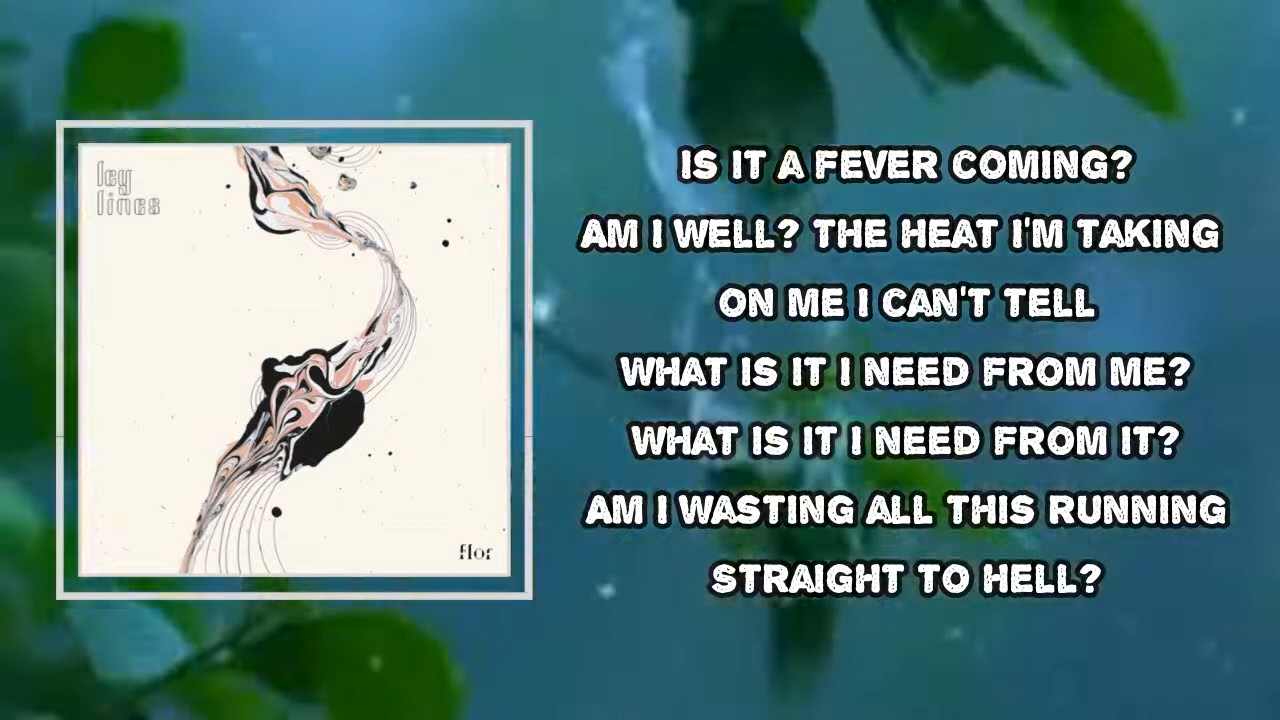 ley
lines
flor
IS IT A FEVER COMING?
AM I WELL? THE HEAT I'M TAKING
ON ME I CAN'T TELL
WHAT IS IT I NEED FROM ME?
WHAT IS IT I NEED FROM IT?
AM I WASTING ALL THIS RUNNING
STRAIGHT TO HELL?